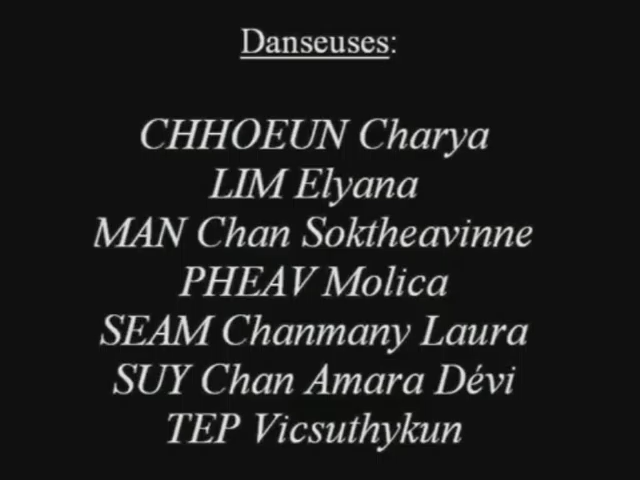 Danseuses:
CHHOEUN Charya
LIM Elyana
MAN Chan Soktheavinne
PHEAV Molica
SEAM Chanmany Laura
SUY Chan Amara Dévi
TEP Vicsuthykun